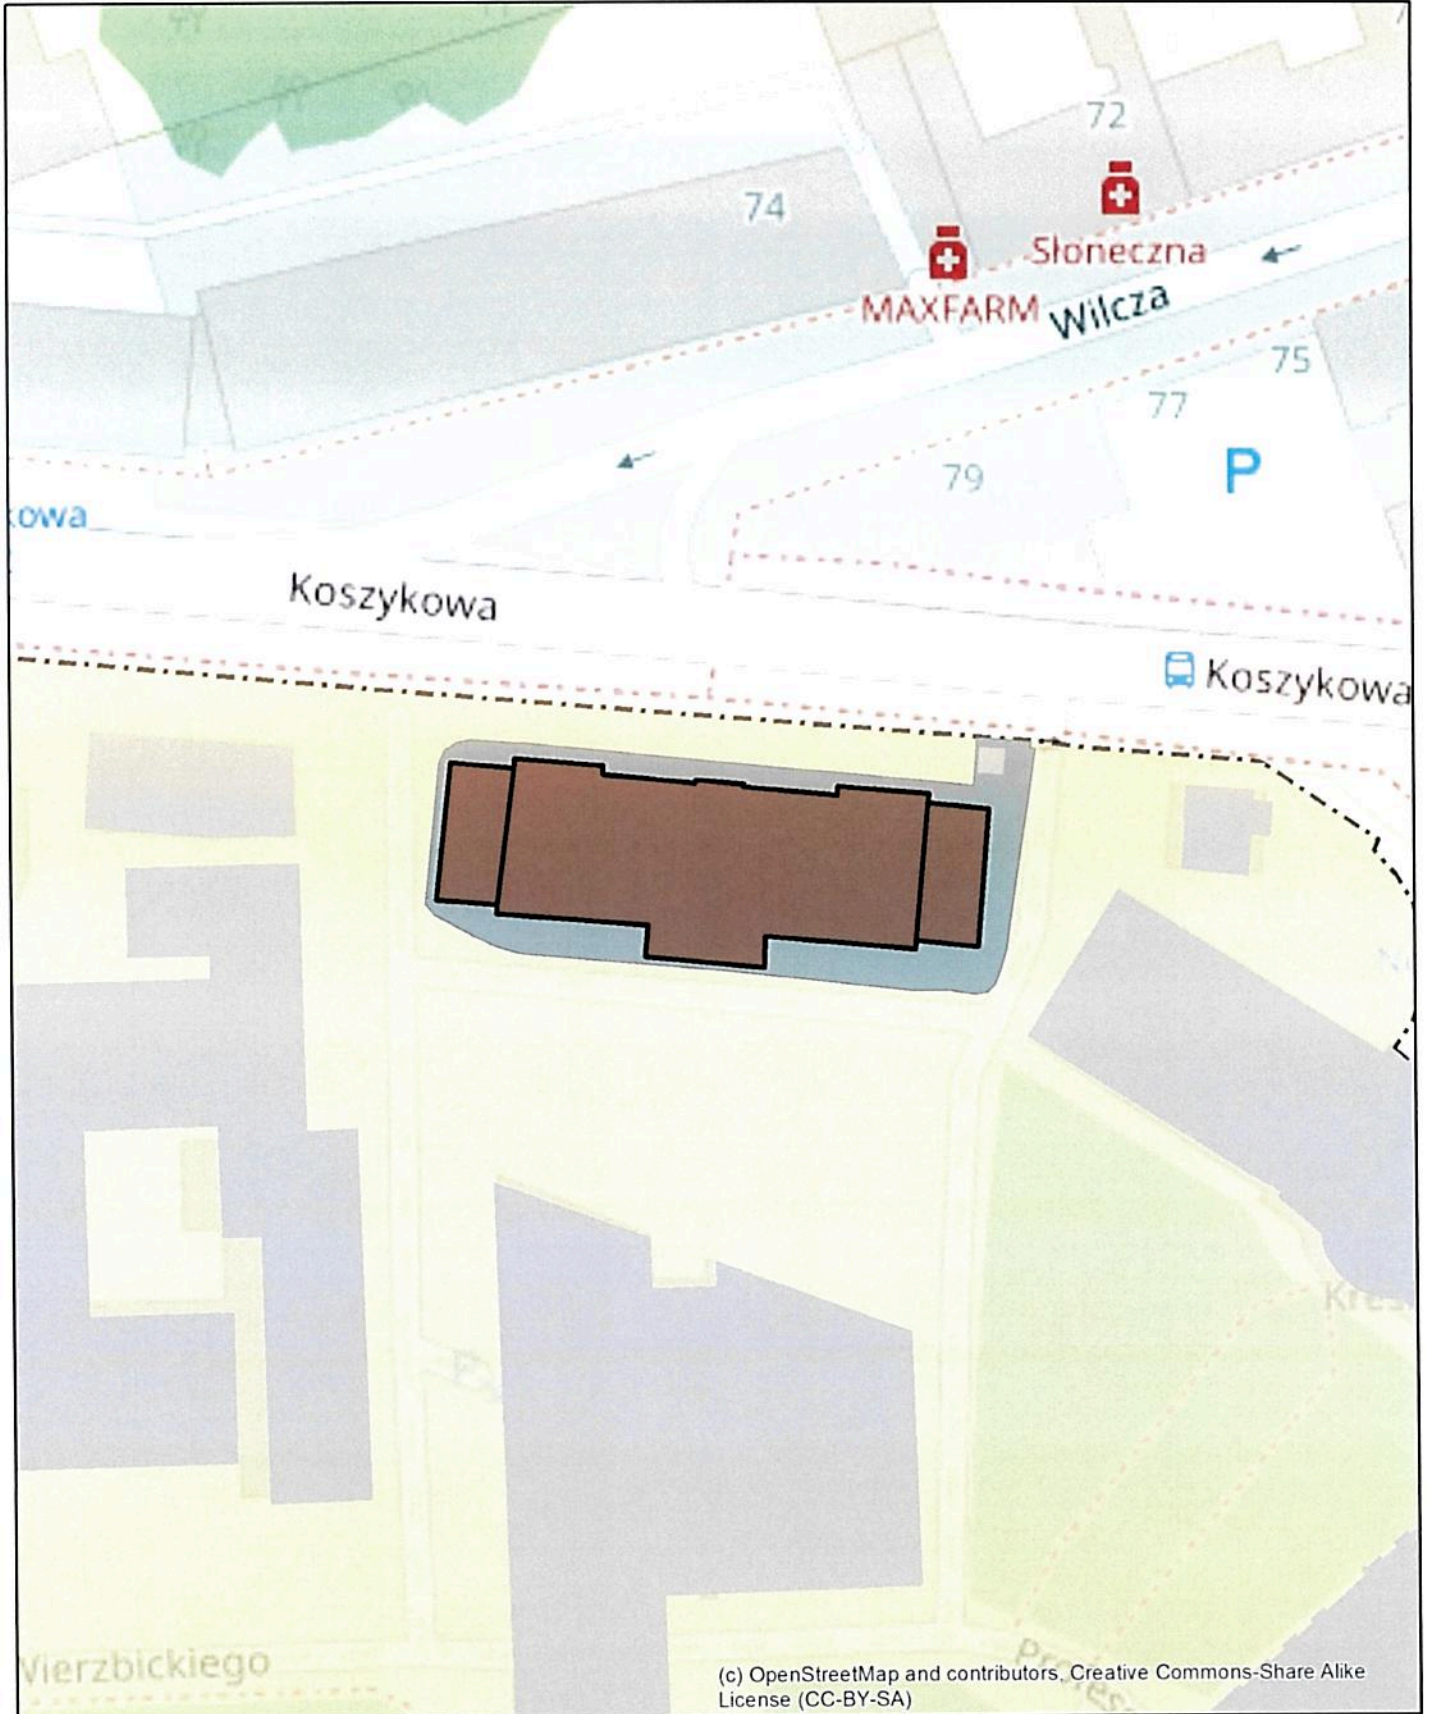 72
74
Słoneczna
MAXFARM
Wilcza
75
77
79
P
kowa
Koszykowa
Koszykowa
P
Wierzbickiego
(c) OpenStreetMap and contributors, Creative Commons-Share Alike
License (CC-BY-SA)